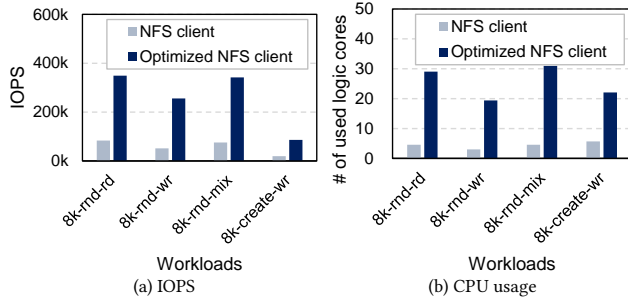 NFS client
Optimized NFS client
IOPS
600k
400k
200k
0k
8k-rnd-rd
8k-rnd-wr
8k-rnd-mix
8k-create-wr
Workloads
(a) IOPS
NFS client
Optimized NFS client
# of used logic cores
50
40
30
20
10
0
8k-rnd-rd
8k-rnd-wr
8k-rnd-mix
8k-create-wr
Workloads
(b) CPU usage